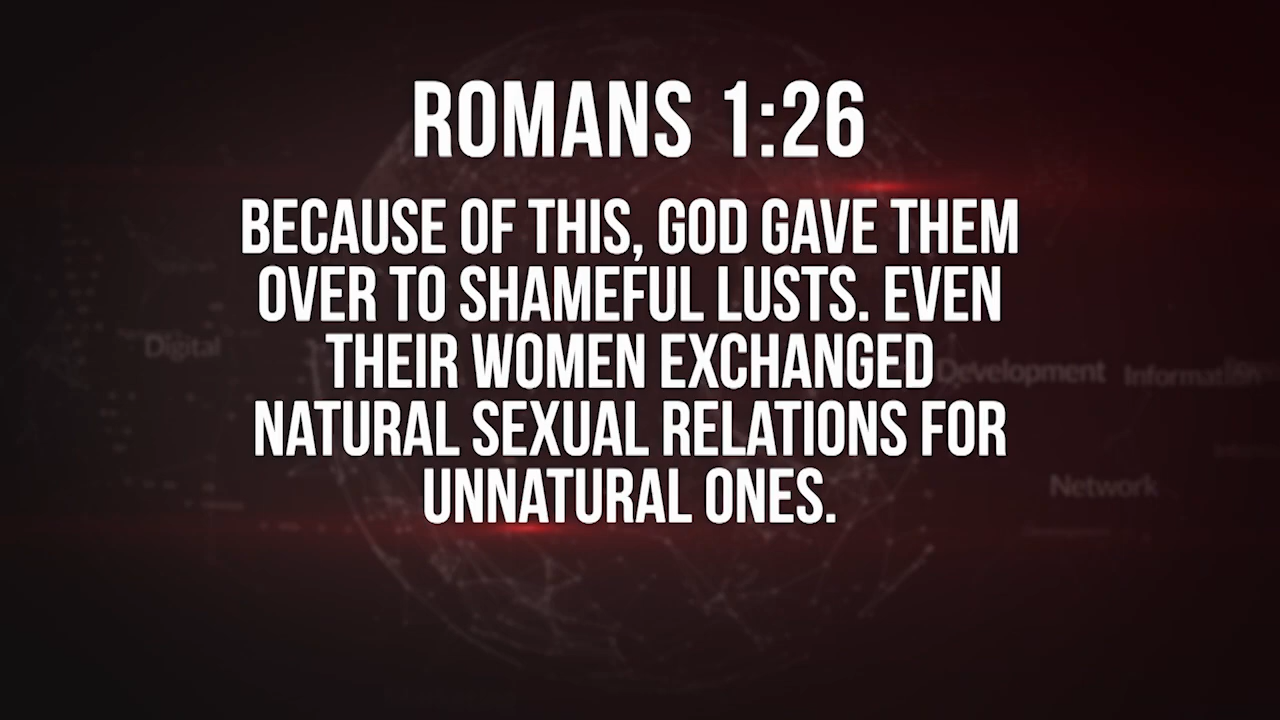 ROMANS 1:26
BECAUSE OF THIS, GOD GAVE THEM
OVER TO SHAMEFUL LUSTS. EVEN
THEIR WOMEN EXCHANGED
NATURAL SEXUAL RELATIONS FOR
UNNATURAL ONES.
Digital
Development
Network